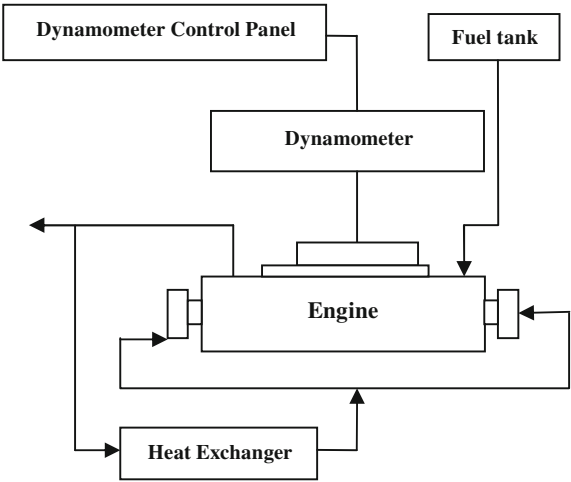 Dynamometer Control Panel
Fuel tank
Dynamometer
Engine
Heat Exchanger